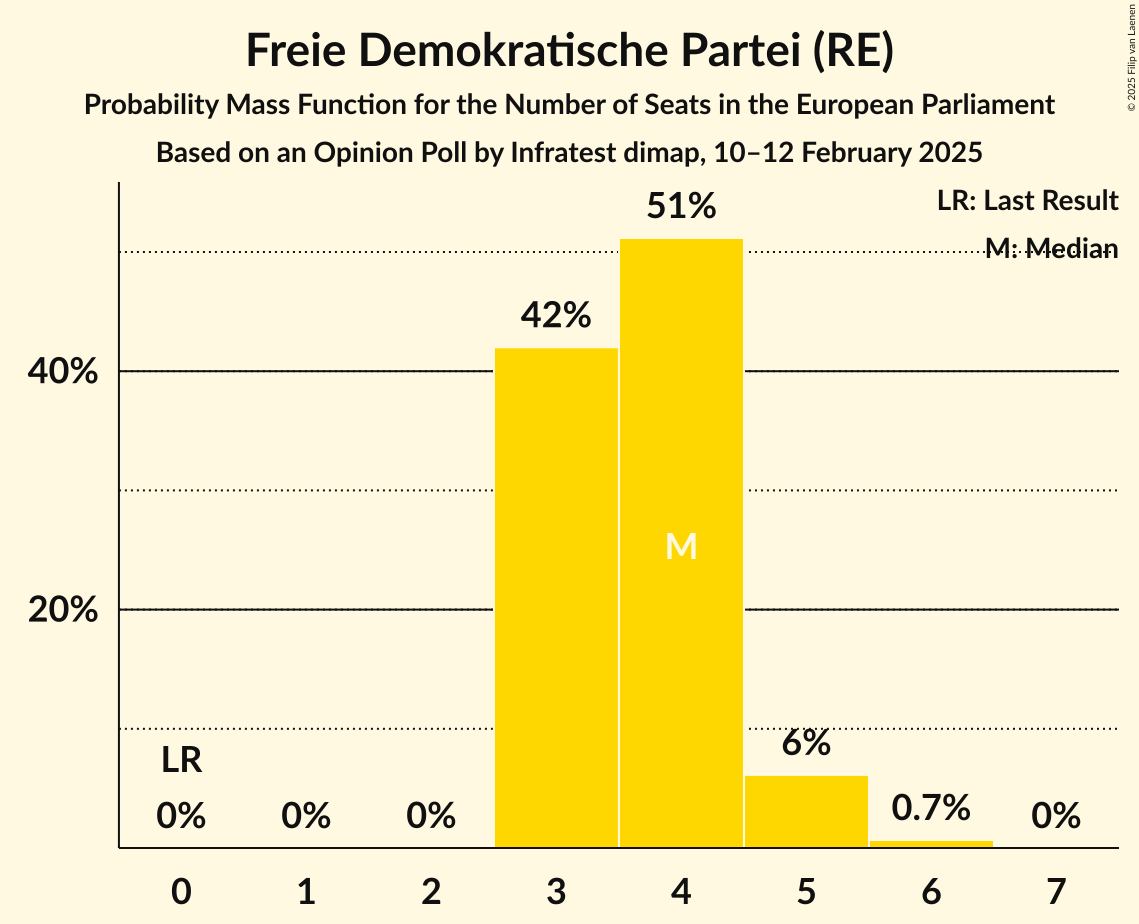 Freie Demokratische Partei (RE)
Probability Mass Function for the Number of Seats in the European Parliament
Based on an Opinion Poll by Infratest dimap, 10–12 February 2025
© 2025 Filip van Laenen
LR: Last Result
M: Median
51%
42%
40%
M
20%
6%
LR
0%
0%
0%
0.7%
0%
0
1
2
3
4
5
6
7